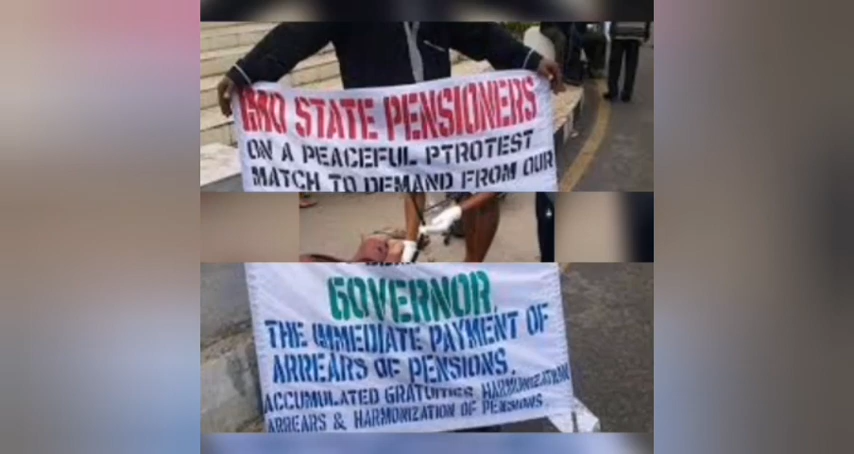 IMO STATE PENSIONERS
ON A PEACEFUL PTROTEST
MATCH TO DEMAND FROM OUR
GOVERNOR,
THE IMMEDIATE PAYMENT OF
ARREARS OF PENSIONS,
ACCUMULATED GRATUITIES, HARMONIZATION
ARREARS & HARMONIZATION OF PENSIONS.